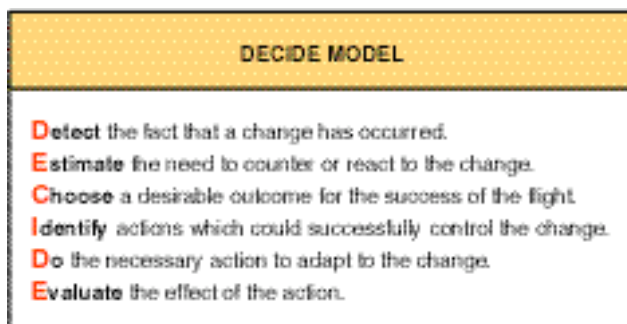 DECIDE MODEL
Detect the fact that a change has occurred.
Estimate the need to counter or react to the change.
Choose a desirable outcome for the success of the flight.
Identify actions which could successfully control the change.
Do the necessary action to adapt to the change.
Evaluate the effect of the action.